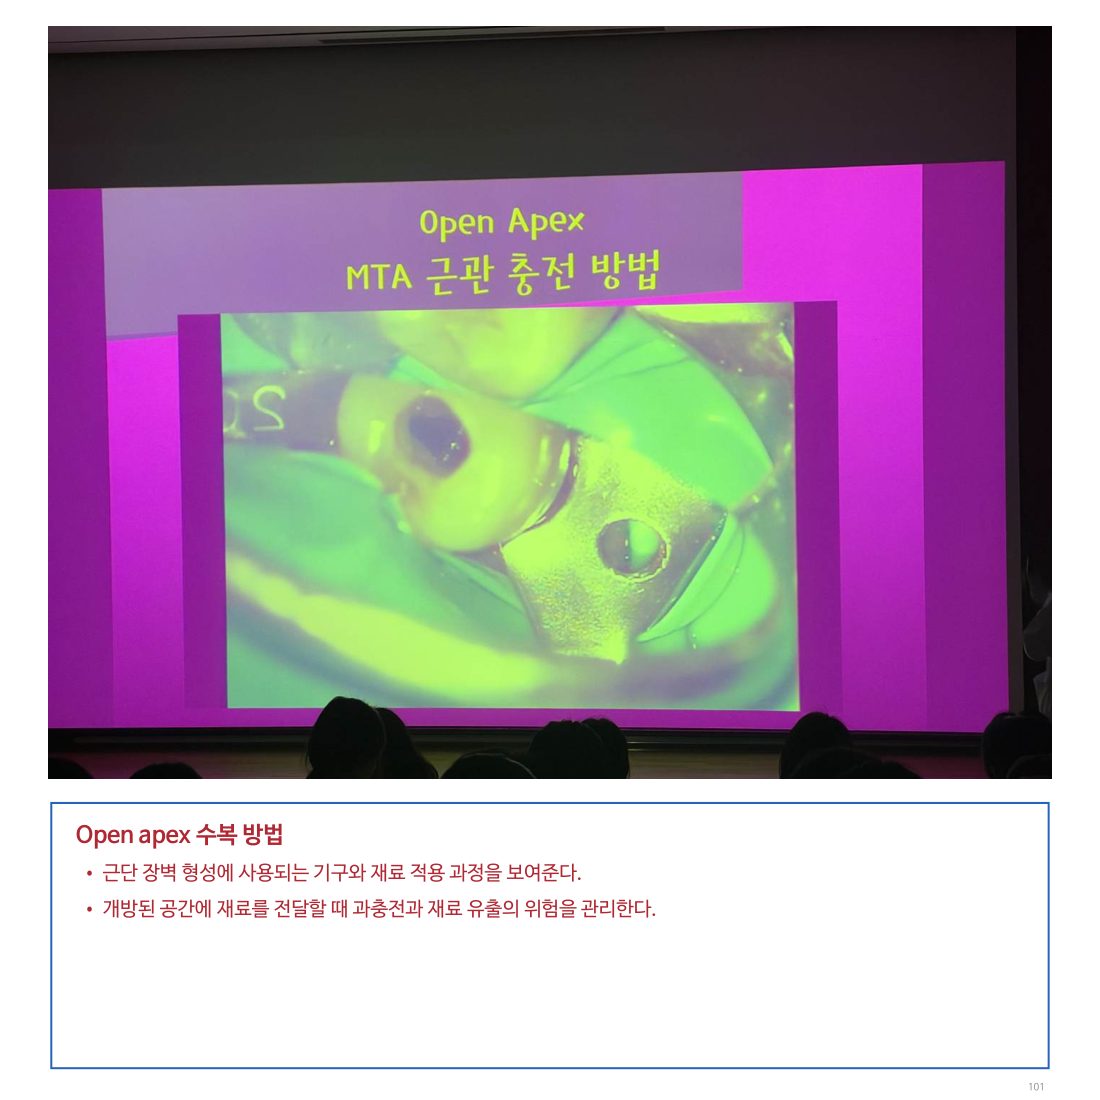 Open Apex
MTA 근관 충전 방법
Open apex 수복 방법
• 근단 장벽 형성에 사용되는 기구와 재료 적용 과정을 보여준다.
• 개방된 공간에 재료를 전달할 때 과충전과 재료 유출의 위험을 관리한다.
101